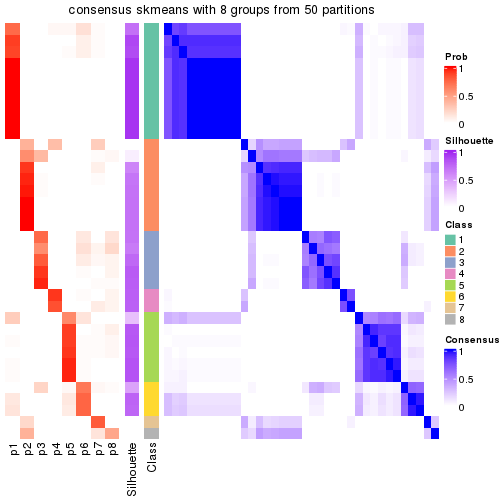 consensus skmeans with 8 groups from 50 partitions
Prob
1
0.5
0
Silhouette
1
0.5
0
Class
1
2
3
4
5
6
7
8
Consensus
1
0.5
0
p1
p2
p3
p4
p5
p6
p7
p8
Silhouette
Class